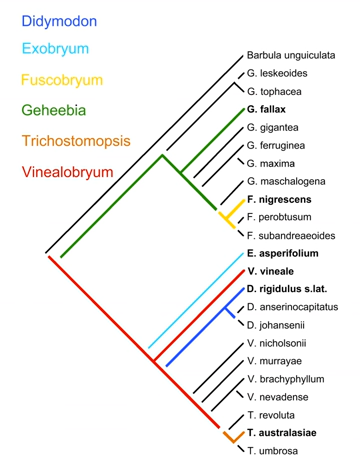 Didymodon
Exobryum
Fuscobryum
Geheebia
Trichostomopsis
Vinealobryum
Barbula unguiculata
G. leskeoides
G. tophacea
G. fallax
G. gigantea
G. ferruginea
G. maxima
G. maschalogena
F. nigrescens
F. perobtusum
F. subandreaeoides
E. asperifolium
V. vineale
D. rigidulus s.lat.
D. anserinocapitatus
D. johansenii
V. nicholsonii
V. murrayae
V. brachyphyllum
V. nevadense
T. revoluta
T. australasiae
T. umbrosa